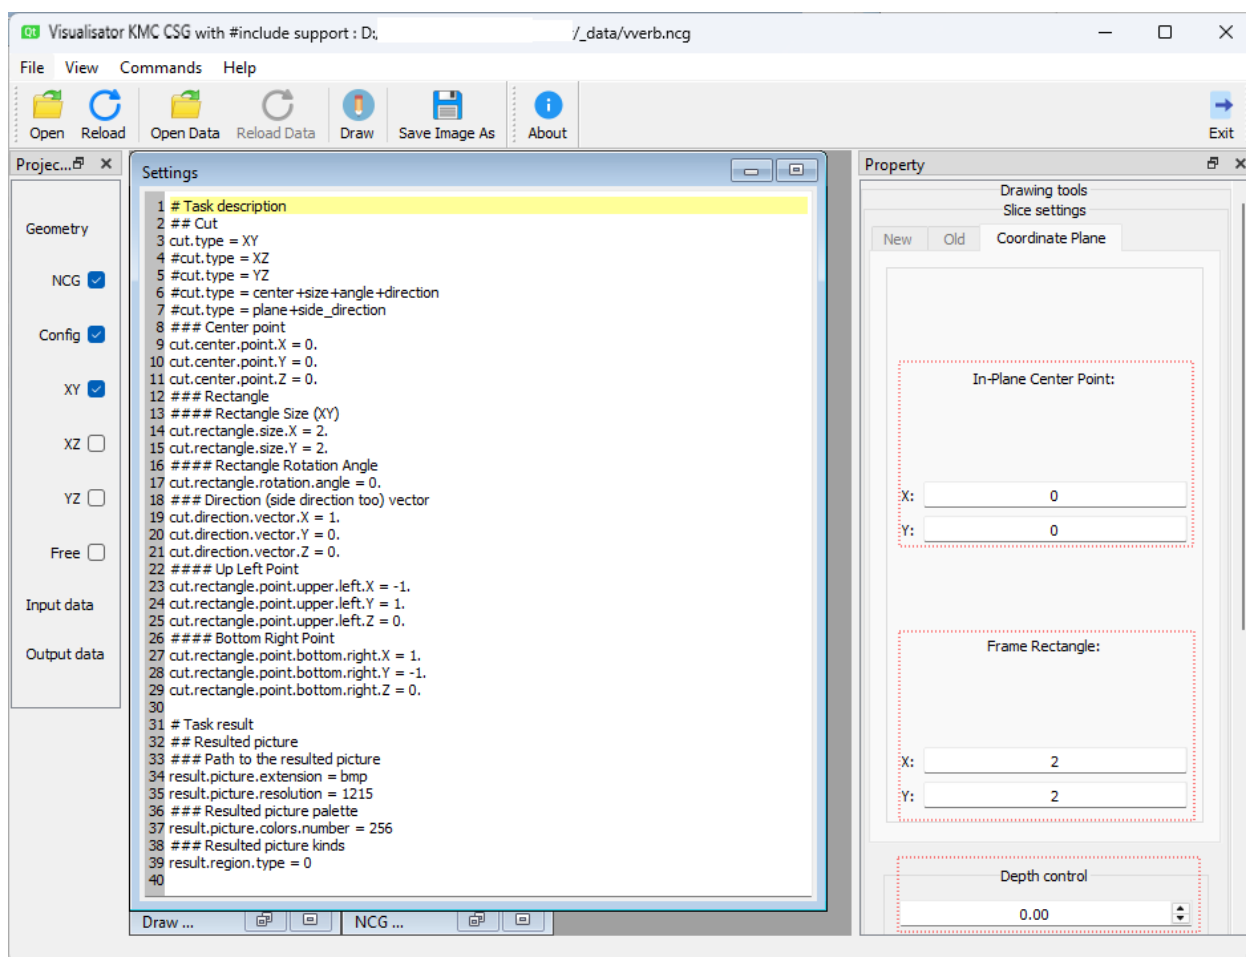 Visualisator KMC CSG with #include support : D:, /_data/vverb.ncg
File View Commands Help
Open Reload Open Data Reload Data Draw Save Image As About Exit
Projec...
Geometry
NCG
Config
XY
XZ
YZ
Free
Input data
Output data
Settings
1 # Task description
2 ## Cut
3 cut.type = XY
4 #cut.type = XZ
5 #cut.type = YZ
6 #cut.type = center+size+angle+direction
7 #cut.type = plane+side_direction
8 ### Center point
9 cut.center.point.X = 0.
10 cut.center.point.Y = 0.
11 cut.center.point.Z = 0.
12 ### Rectangle
13 #### Rectangle Size (XY)
14 cut.rectangle.size.X = 2.
15 cut.rectangle.size.Y = 2.
16 #### Rectangle Rotation Angle
17 cut.rectangle.rotation.angle = 0.
18 ### Direction (side direction too) vector
19 cut.direction.vector.X = 1.
20 cut.direction.vector.Y = 0.
21 cut.direction.vector.Z = 0.
22 #### Up Left Point
23 cut.rectangle.point.upper.left.X = -1.
24 cut.rectangle.point.upper.left.Y = 1.
25 cut.rectangle.point.upper.left.Z = 0.
26 #### Bottom Right Point
27 cut.rectangle.point.bottom.right.X = 1.
28 cut.rectangle.point.bottom.right.Y = -1.
29 cut.rectangle.point.bottom.right.Z = 0.
30
31 # Task result
32 ## Resulted picture
33 ### Path to the resulted picture
34 result.picture.extension = bmp
35 result.picture.resolution = 1215
36 ### Resulted picture palette
37 result.picture.colors.number = 256
38 ### Resulted picture kinds
39 result.region.type = 0
40
Draw ... NCG ...
Property
Drawing tools
Slice settings
New Old Coordinate Plane
In-Plane Center Point:
X: 0
Y: 0
Frame Rectangle:
X: 2
Y: 2
Depth control
0.00